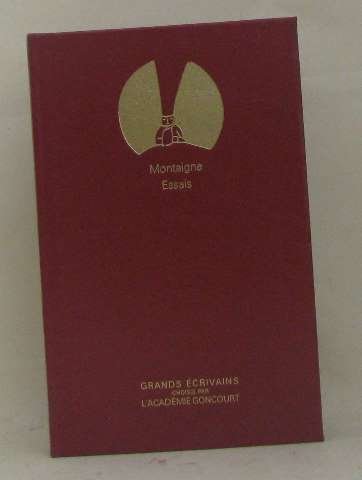 Montaigne
Essais
GRANDS ÉCRIVAINS
CHOISIS PAR
L'ACADÉMIE GONCOURT